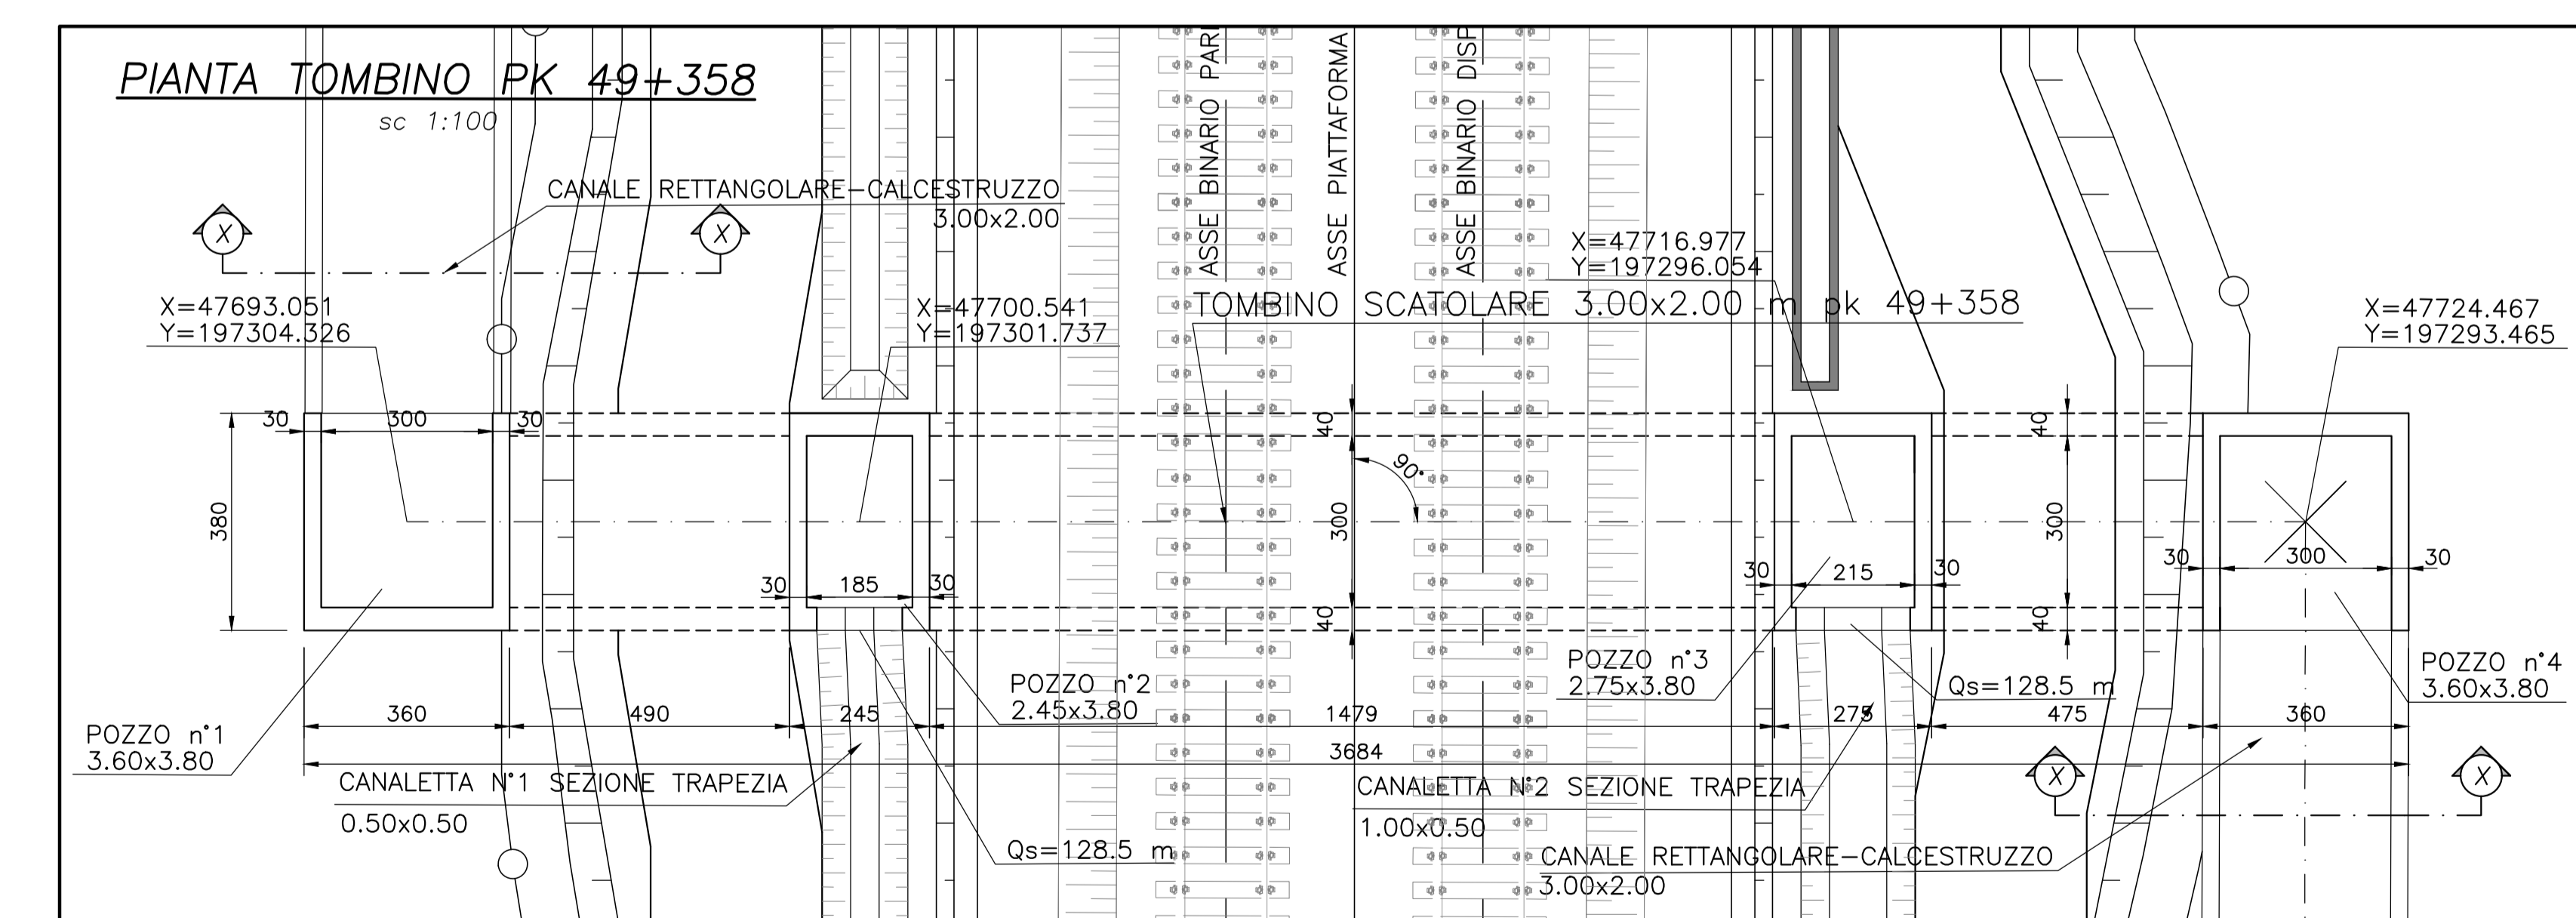 PIANTA TOMBINO PK 49+358
sc 1:100
ASSE BINARIO PARI
ASSE PIATTAFORMA
ASSE BINARIO DISP
CANALE RETTANGOLARE-CALCESTRUZZO
3.00x2.00
X
X
X=47693.051
Y=197304.326
X=47700.541
Y=197301.737
X=47716.977
Y=197296.054
TOMBINO SCATOLARE 3.00x2.00 m pk 49+358
X=47724.467
Y=197293.465
30
300
30
40
40
90°
380
300
300
30
185
30
30
215
30
30
300
30
40
40
POZZO n°1
3.60x3.80
POZZO n°2
2.45x3.80
POZZO n°3
2.75x3.80
Qs=128.5 m
POZZO n°4
3.60x3.80
360
490
245
1479
275
475
360
3684
CANALETTA N°1 SEZIONE TRAPEZIA
0.50x0.50
CANALETTA N°2 SEZIONE TRAPEZIA
1.00x0.50
X
X
Qs=128.5 m
CANALE RETTANGOLARE-CALCESTRUZZO
3.00x2.00